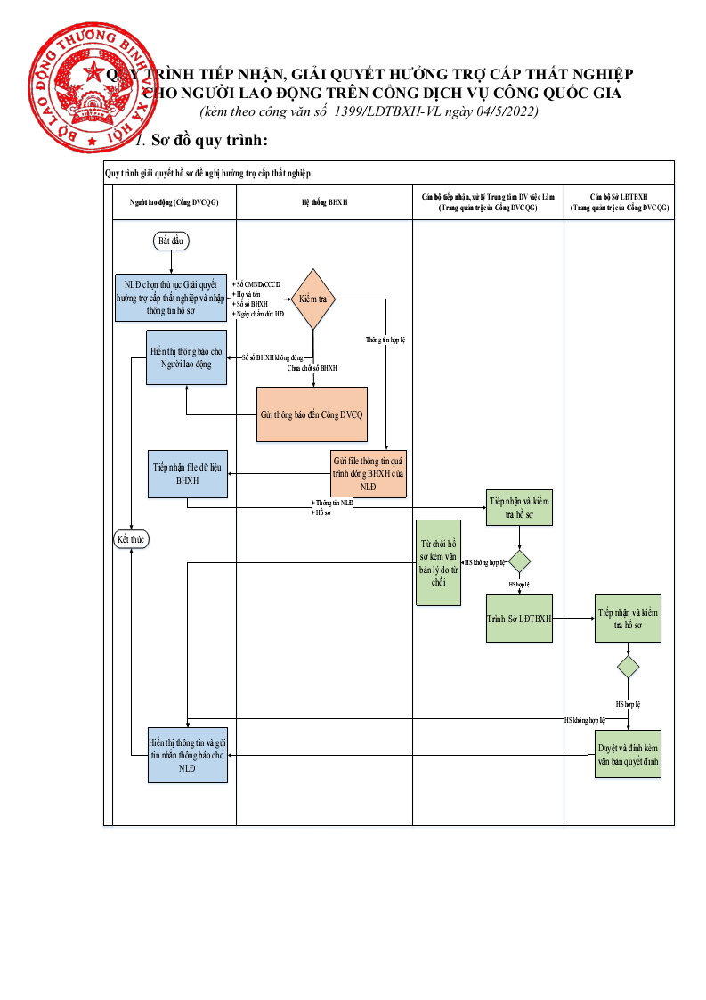 BỘ LAO ĐỘNG THƯƠNG BINH VÀ XÃ HỘI
QUY TRÌNH TIẾP NHẬN, GIẢI QUYẾT HƯỞNG TRỢ CẤP THẤT NGHIỆP
CHO NGƯỜI LAO ĐỘNG TRÊN CỔNG DỊCH VỤ CÔNG QUỐC GIA
(kèm theo công văn số 1399/LĐTBXH-VL ngày 04/5/2022)
1. Sơ đồ quy trình:
Quy trình giải quyết hồ sơ đề nghị hưởng trợ cấp thất nghiệp
Người lao động (Cổng DVCQG)
Hệ thống BHXH
Cán bộ tiếp nhận, xử lý Trung tâm DV việc Làm
(Trang quản trị của Cổng DVCQG)
Cán bộ Sở LĐTBXH
(Trang quản trị của Cổng DVCQG)
Bắt đầu
NLĐ chọn thủ tục Giải quyết
hưởng trợ cấp thất nghiệp và nhập
thông tin hồ sơ
+ Số CMND/CCCD
+ Họ và tên
+ Số sổ BHXH
+ Ngày chấm dứt HĐ
Kiểm tra
Thông tin hợp lệ
Hiển thị thông báo cho
Người lao động
Số sổ BHXH không đúng
Chưa chốt sổ BHXH
Gửi thông báo đến Cổng DVCQ
Tiếp nhận file dữ liệu
BHXH
Gửi file thông tin quá
trình đóng BHXH của
NLĐ
+ Thông tin NLĐ
+ Hồ sơ
Tiếp nhận và kiểm
tra hồ sơ
Kết thúc
Từ chối hồ
sơ kèm văn
bản lý do từ
chối
HS không hợp lệ
HS hợp lệ
Trình Sở LĐTBXH
Tiếp nhận và kiểm
tra hồ sơ
HS hợp lệ
HS không hợp lệ
Hiển thị thông tin và gửi
tin nhắn thông báo cho
NLĐ
Duyệt và đính kèm
văn bản quyết định